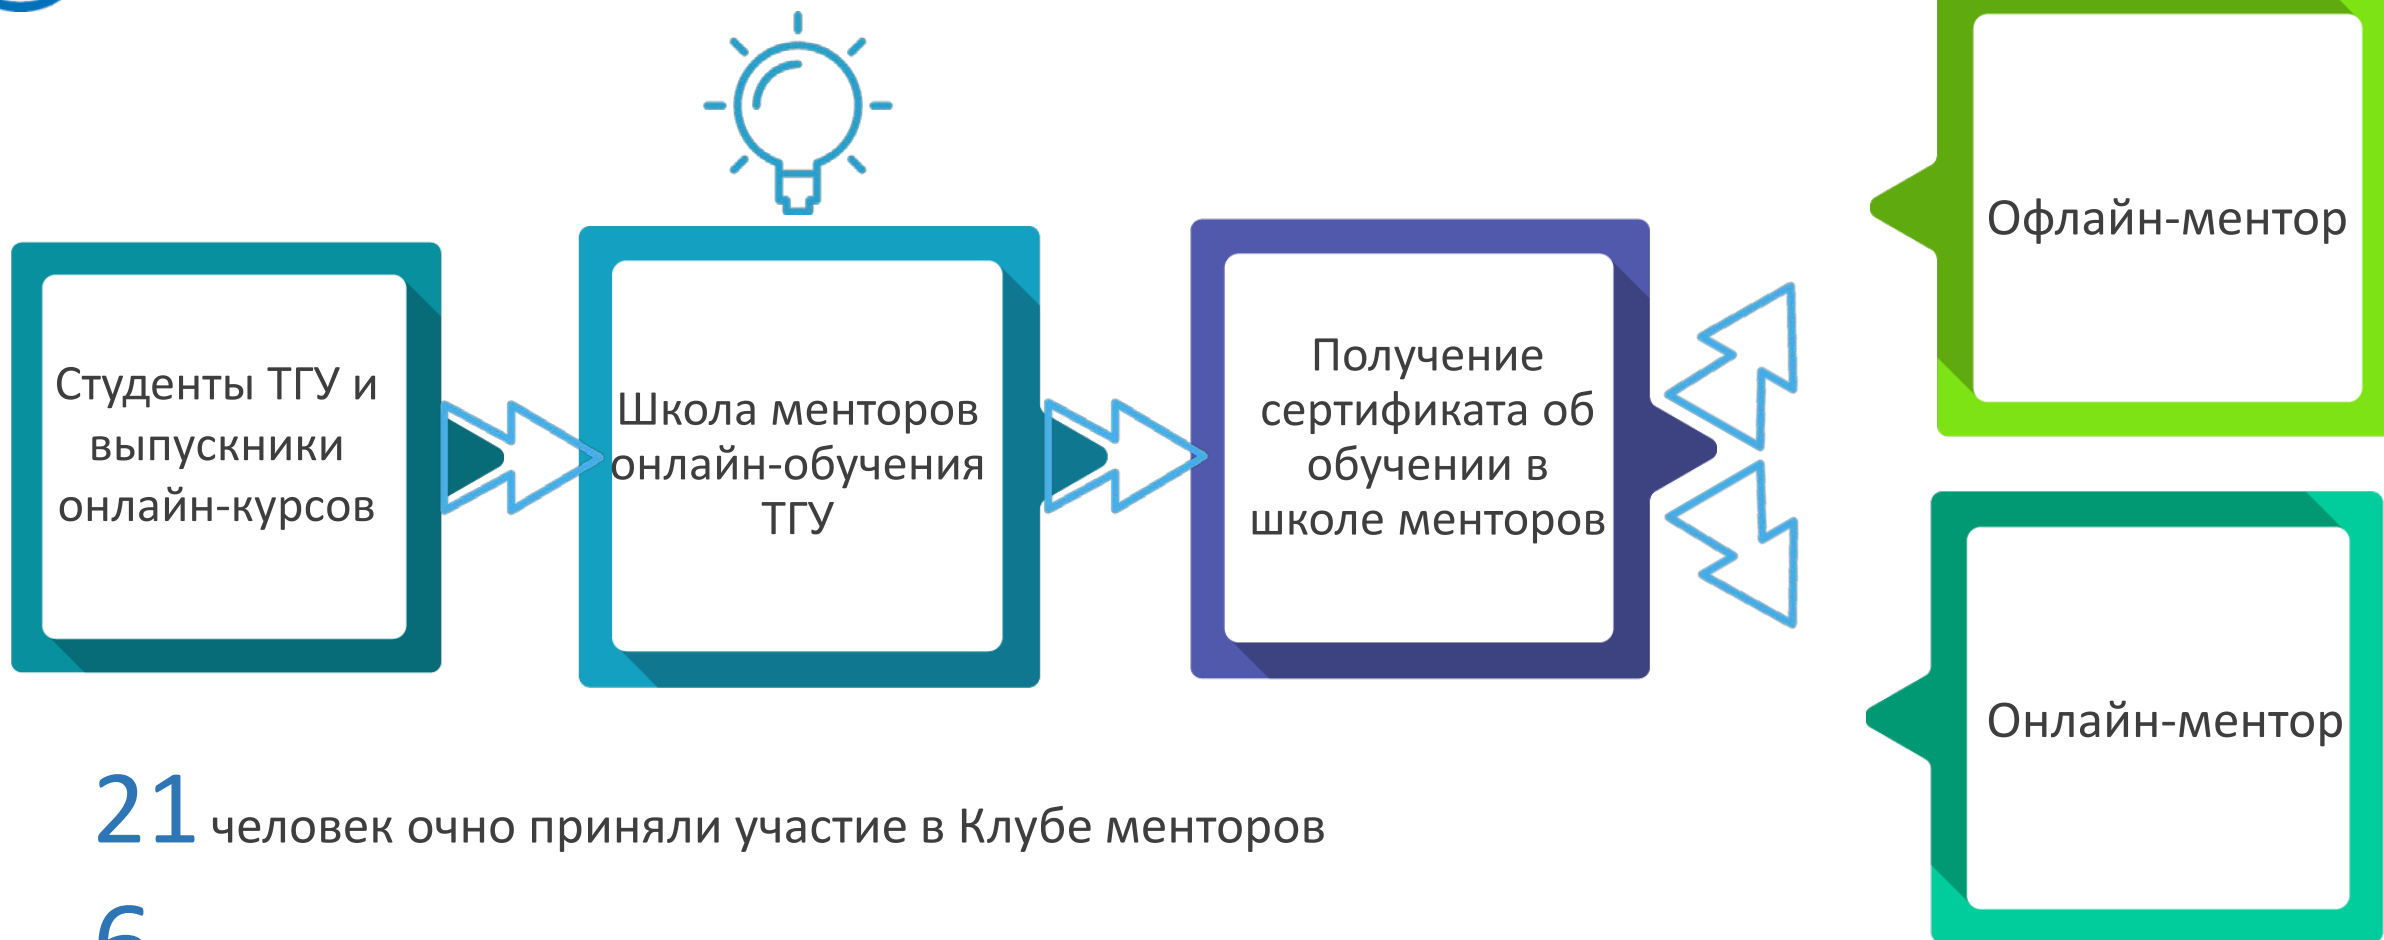 Студенты ТГУ и
выпускники
онлайн-курсов
Школа менторов
онлайн-обучения
ТГУ
Получение
сертификата об
обучении в
школе менторов
Офлайн-ментор
Онлайн-ментор
21 человек очно приняли участие в Клубе менторов